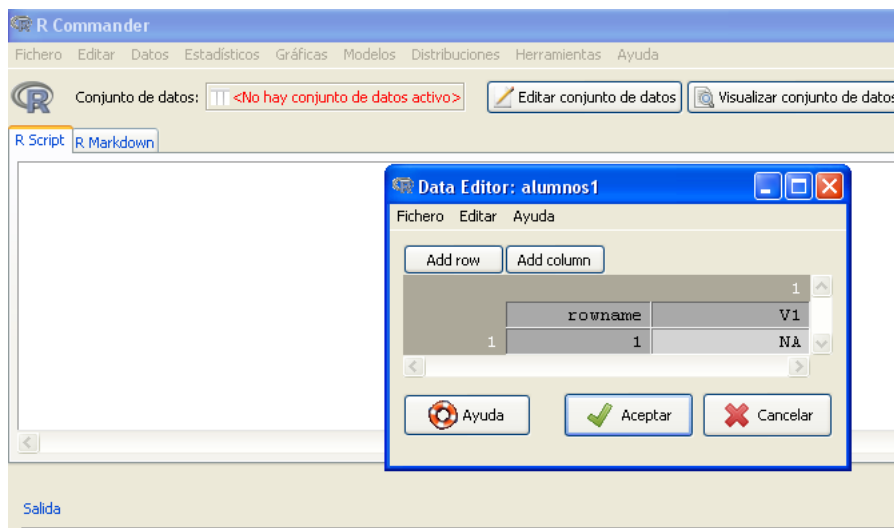 R Commander
Fichero Editar Datos Estadísticos Gráficas Modelos Distribuciones Herramientas Ayuda
R Conjunto de datos: <No hay conjunto de datos activo> Editar conjunto de datos Visualizar conjunto de datos
R Script R Markdown
Data Editor: alumnos1
Fichero Editar Ayuda
Add row Add column
1
rowname V1
1 1 NA
Ayuda Aceptar Cancelar
Salida